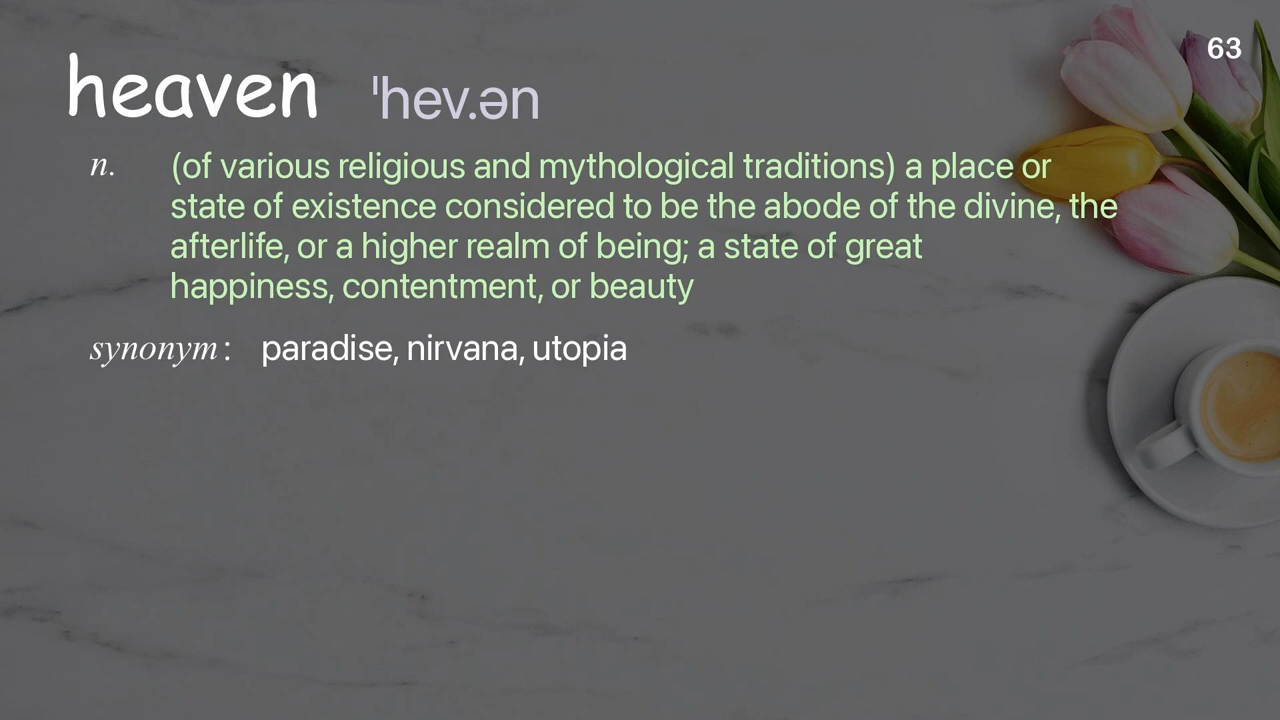 63
heaven ˈhev.ən
n. (of various religious and mythological traditions) a place or
state of existence considered to be the abode of the divine, the
afterlife, or a higher realm of being; a state of great
happiness, contentment, or beauty
synonym: paradise, nirvana, utopia